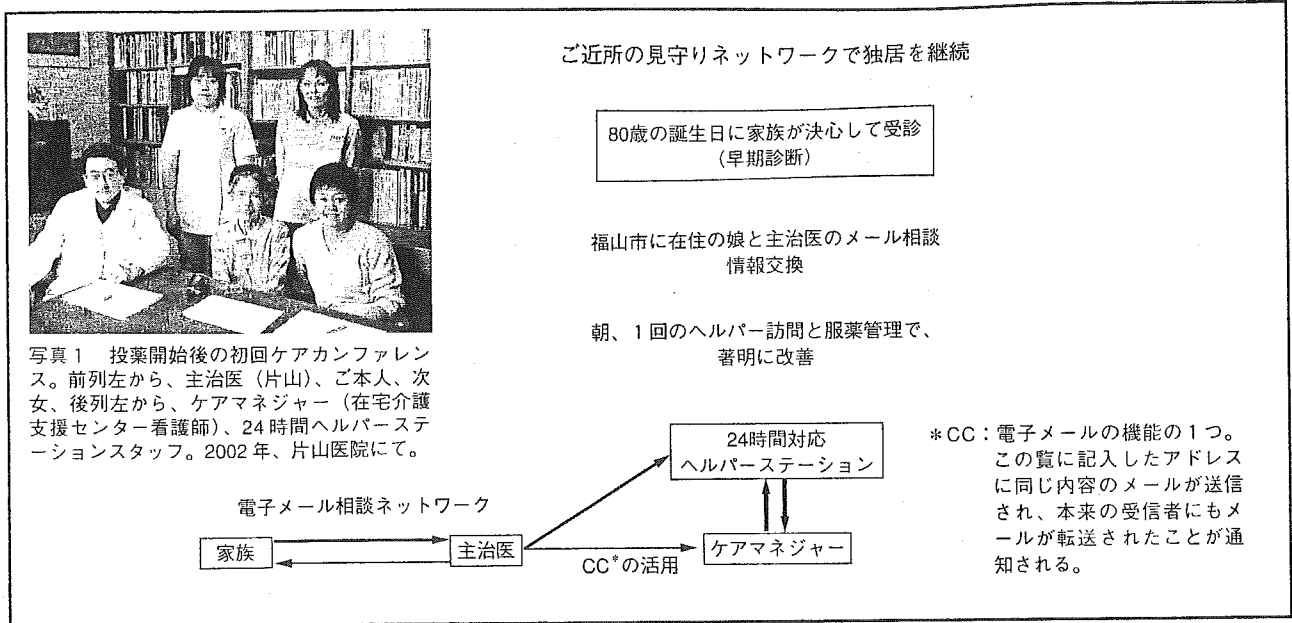 ご近所の見守りネットワークで独居を継続
80歳の誕生日に家族が決心して受診
(早期診断)
福山市に在住の娘と主治医のメール相談
情報交換
朝、1回のヘルパー訪問と服薬管理で、
著明に改善
写真1 投薬開始後の初回ケアカンファレン
ス。前列左から、主治医(片山)、ご本人、次
女、後列左から、ケアマネジャー(在宅介護
支援センター看護師)、24時間ヘルパーステ
ーションスタッフ。2002年、片山医院にて。
電子メール相談ネットワーク
家族
主治医
CC*の活用
24時間対応
ヘルパーステーション
ケアマネジャー
*CC:電子メールの機能の1つ。
この覧に記入したアドレス
に同じ内容のメールが送信
され、本来の受信者にもメ
ールが転送されたことが通
知される。